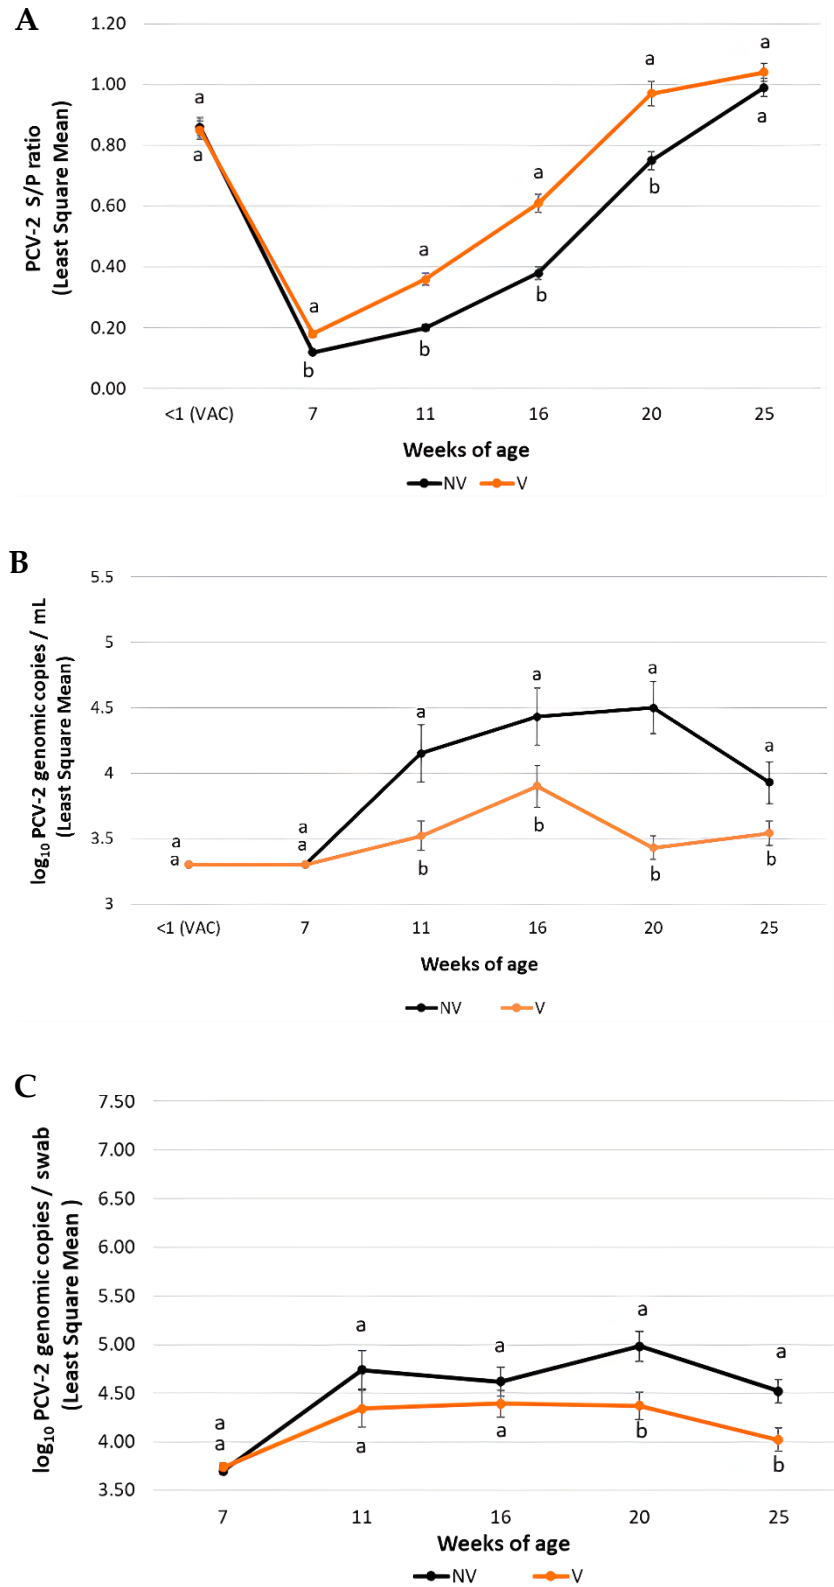 A
PCV-2 S/P ratio
(Least Square Mean)
1.20
1.00
0.80
0.60
0.40
0.20
0.00
a
a
a
b
a
b
a
b
a
b
a
a
<1 (VAC) 7 11 16 20 25
Weeks of age
NV V
B
log₁₀ PCV-2 genomic copies / mL
(Least Square Mean)
5.5
5
4.5
4
3.5
3
a
a
a
a
a
b
a
b
a
b
a
b
<1 (VAC) 7 11 16 20 25
Weeks of age
NV V
C
log₁₀ PCV-2 genomic copies / swab
(Least Square Mean )
7.50
7.00
6.50
6.00
5.50
5.00
4.50
4.00
3.50
a
a
a
a
a
a
a
b
a
b
7 11 16 20 25
Weeks of age
NV V